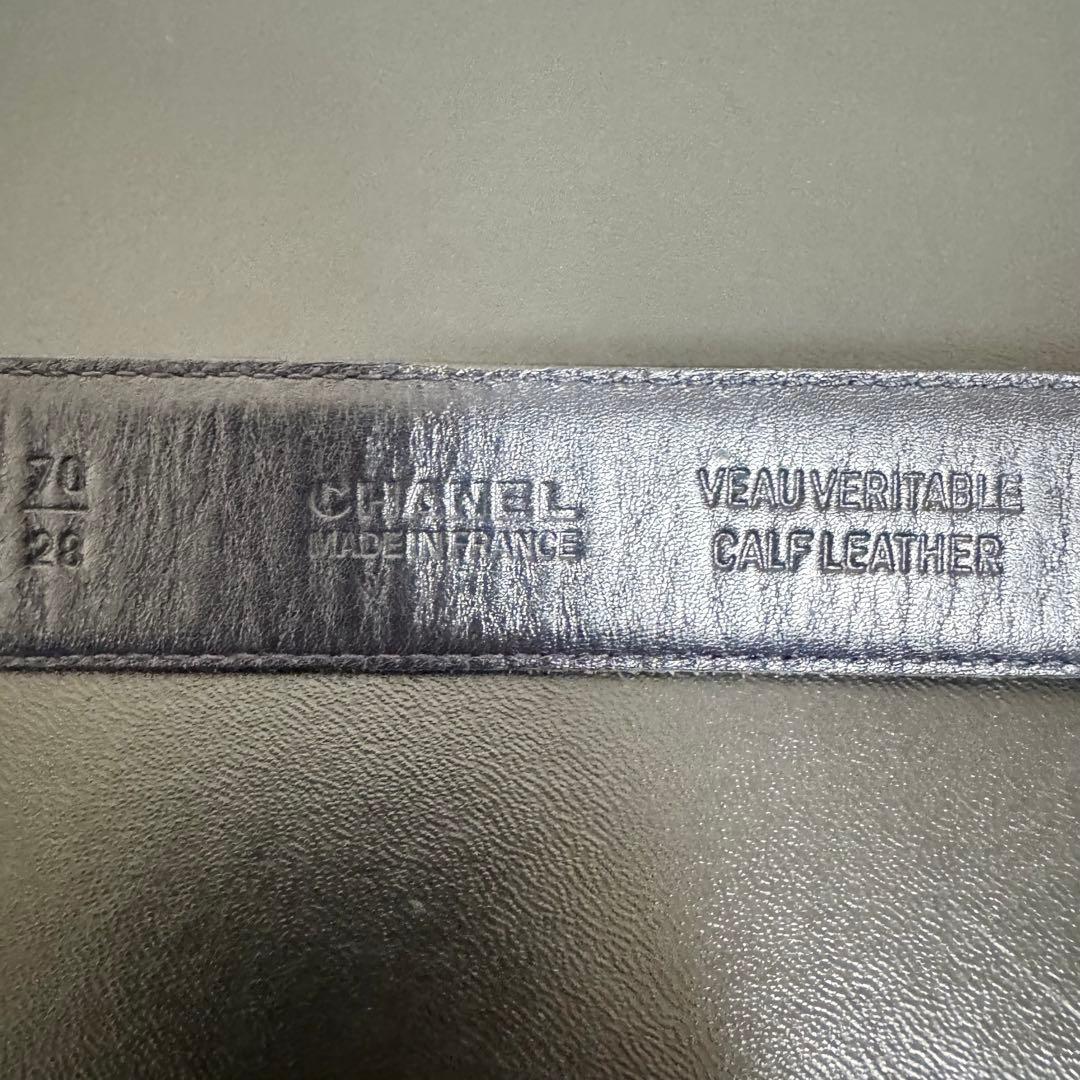 70
28
CHANEL
MADE IN FRANCE
VEAU VERITABLE
CALF LEATHER